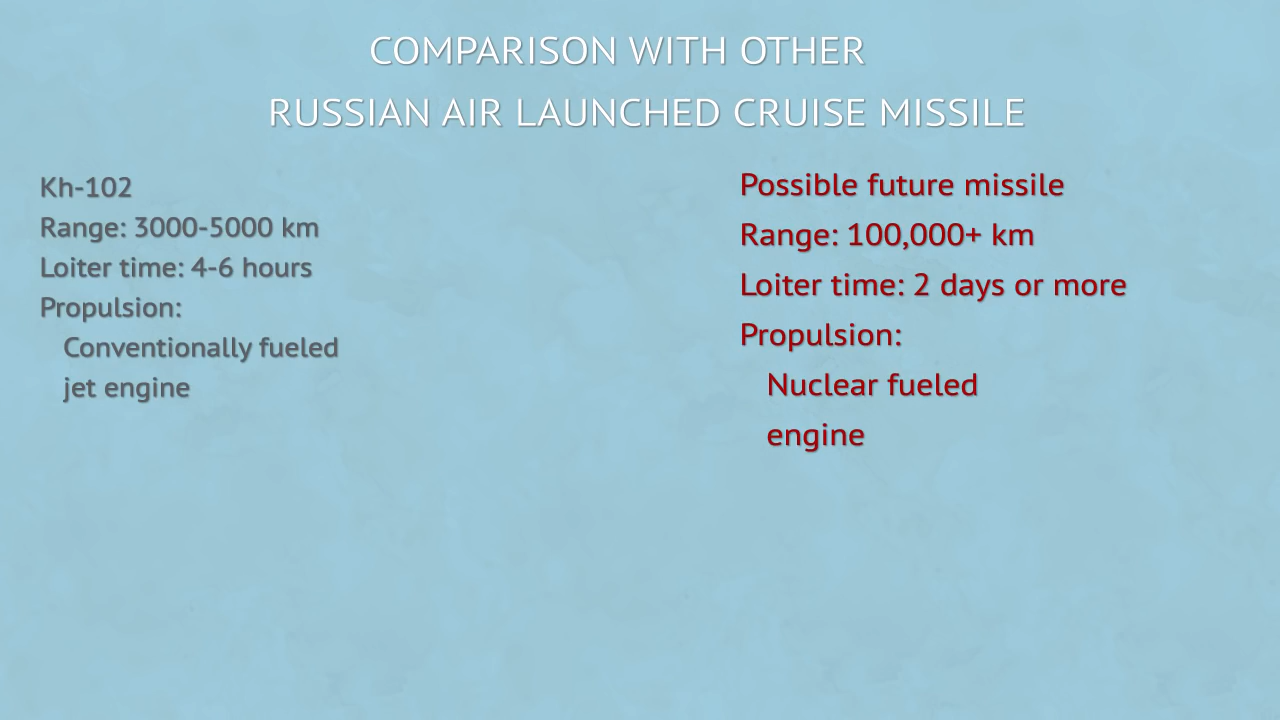 COMPARISON WITH OTHER
RUSSIAN AIR LAUNCHED CRUISE MISSILE
Kh-102
Range: 3000-5000 km
Loiter time: 4-6 hours
Propulsion:
Conventionally fueled
jet engine
Possible future missile
Range: 100,000+ km
Loiter time: 2 days or more
Propulsion:
Nuclear fueled
engine